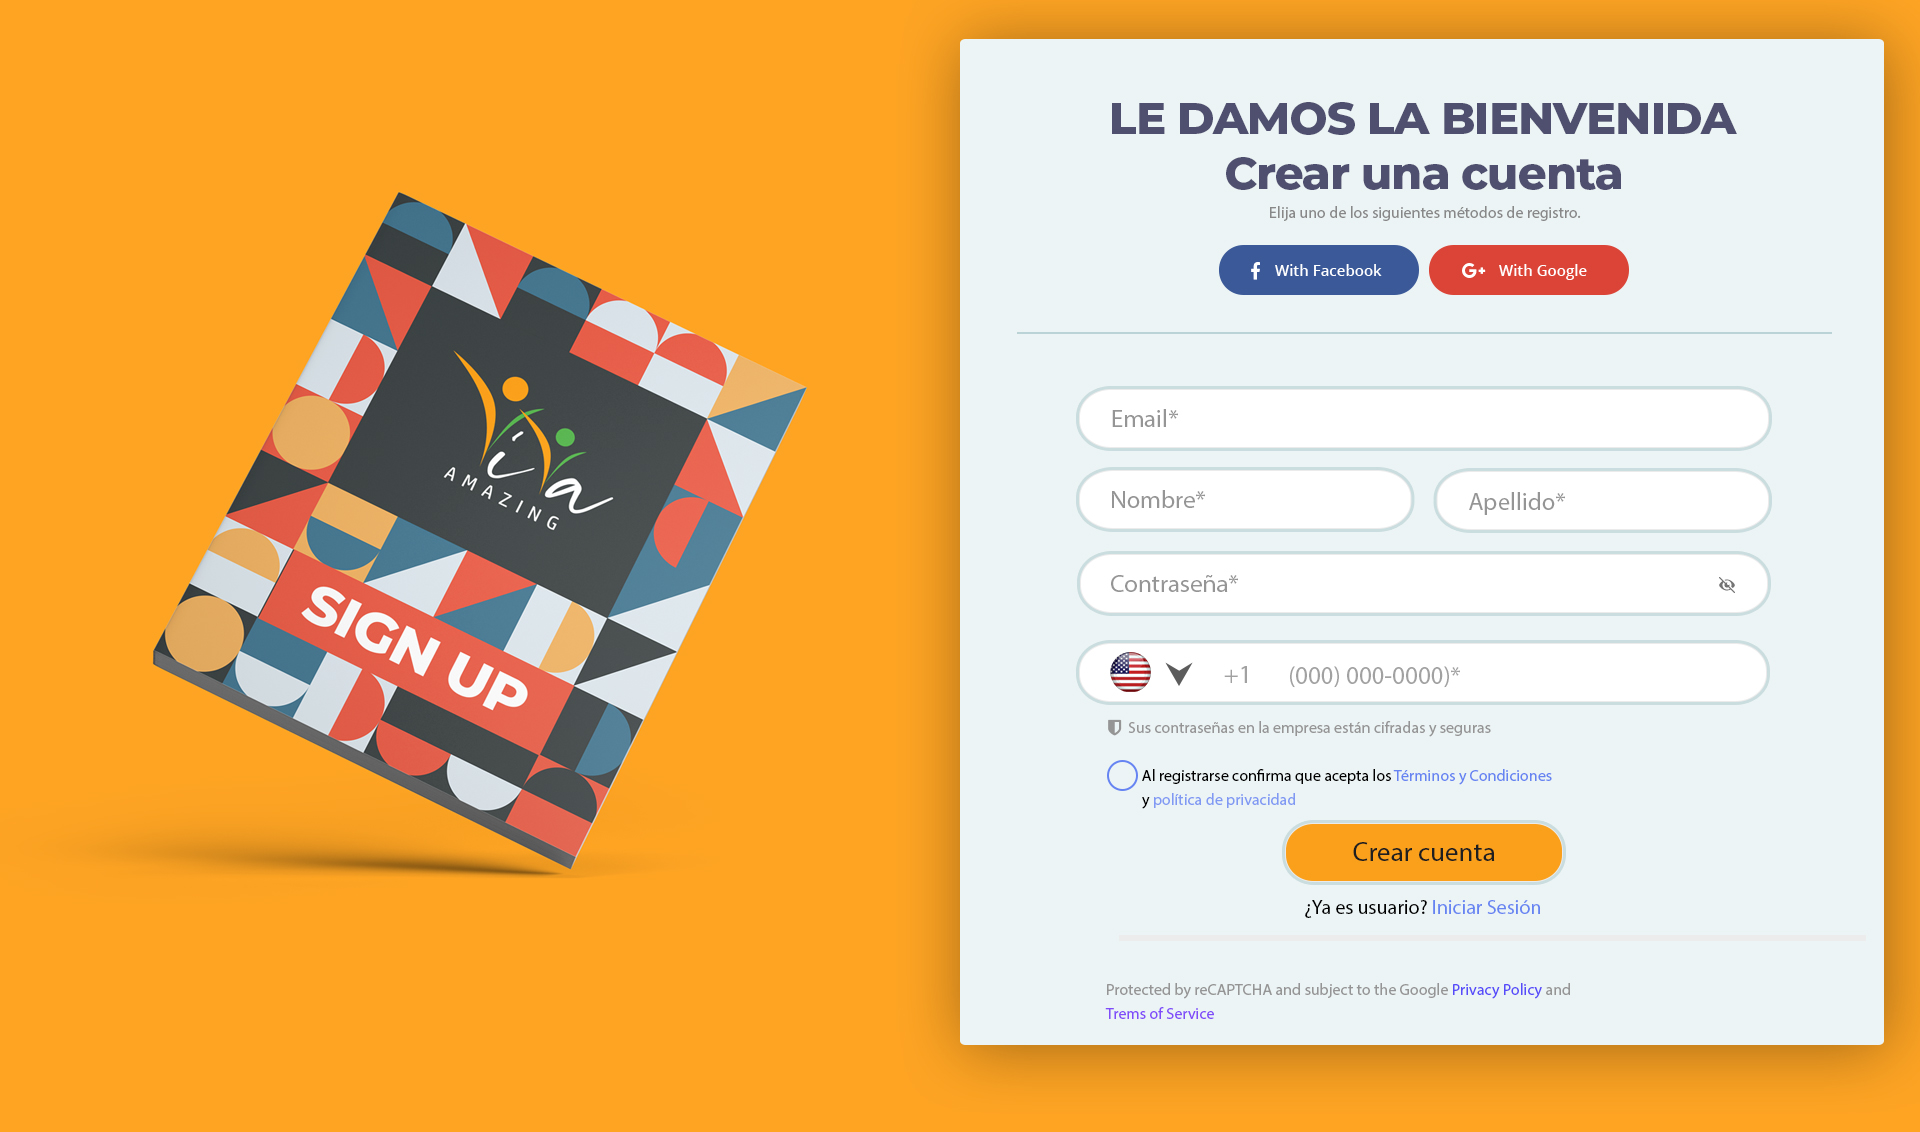 ViVa
AMAZING
SIGN UP
LE DAMOS LA BIENVENIDA
Crear una cuenta
Elija uno de los siguientes métodos de registro.
With Facebook
With Google
Email*
Nombre*
Apellido*
Contraseña*
+1 (000) 000-0000)*
Sus contraseñas en la empresa están cifradas y seguras
Al registrarse confirma que acepta los Términos y Condiciones
y política de privacidad
Crear cuenta
¿Ya es usuario? Iniciar Sesión
Protected by reCAPTCHA and subject to the Google Privacy Policy and
Trems of Service